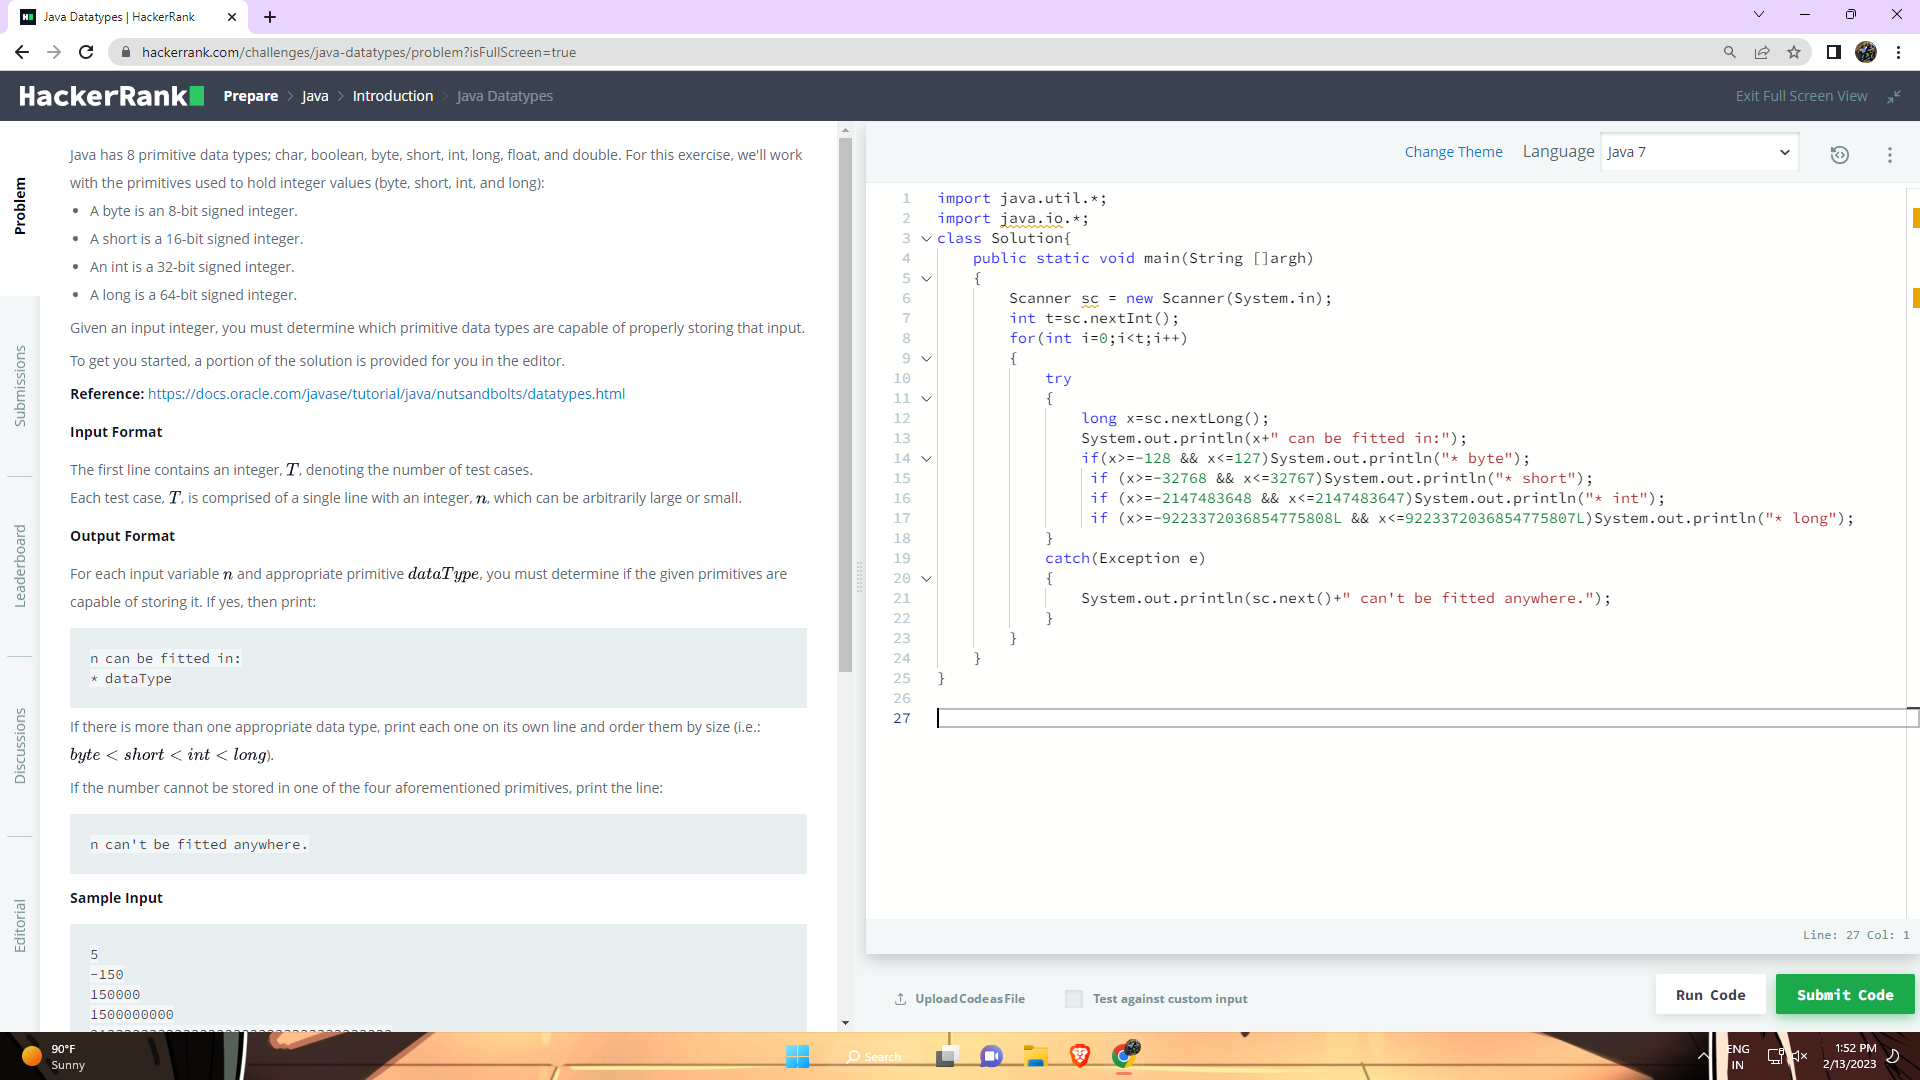 Java Datatypes | HackerRank
hackerrank.com/challenges/java-datatypes/problem?isFullScreen=true
HackerRank
Prepare > Java > Introduction > Java Datatypes
Exit Full Screen View
Problem
Submissions
Leaderboard
Discussions
Editorial
Java has 8 primitive data types; char, boolean, byte, short, int, long, float, and double. For this exercise, we'll work
with the primitives used to hold integer values (byte, short, int, and long):
• A byte is an 8-bit signed integer.
• A short is a 16-bit signed integer.
• An int is a 32-bit signed integer.
• A long is a 64-bit signed integer.
Given an input integer, you must determine which primitive data types are capable of properly storing that input.
To get you started, a portion of the solution is provided for you in the editor.
Reference: https://docs.oracle.com/javase/tutorial/java/nutsandbolts/datatypes.html
Input Format
The first line contains an integer, T, denoting the number of test cases.
Each test case, T, is comprised of a single line with an integer, n, which can be arbitrarily large or small.
Output Format
For each input variable n and appropriate primitive dataType, you must determine if the given primitives are
capable of storing it. If yes, then print:
n can be fitted in:
* dataType
If there is more than one appropriate data type, print each one on its own line and order them by size (i.e.:
byte < short < int < long).
If the number cannot be stored in one of the four aforementioned primitives, print the line:
n can't be fitted anywhere.
Sample Input
5
-150
150000
1500000000
Change Theme
Language
Java 7
1 import java.util.*;
2 import java.io.*;
3 class Solution{
4 public static void main(String []argh)
5 {
6 Scanner sc = new Scanner(System.in);
7 int t=sc.nextInt();
8 for(int i=0;i<t;i++)
9 {
10 try
11 {
12 long x=sc.nextLong();
13 System.out.println(x+" can be fitted in:");
14 if(x>=-128 && x<=127)System.out.println("* byte");
15 if (x>=-32768 && x<=32767)System.out.println("* short");
16 if (x>=-2147483648 && x<=2147483647)System.out.println("* int");
17 if (x>=-9223372036854775808L && x<=9223372036854775807L)System.out.println("* long");
18 }
19 catch(Exception e)
20 {
21 System.out.println(sc.next()+" can't be fitted anywhere.");
22 }
23 }
24 }
25 }
26
27
Line: 27 Col: 1
Upload Code as File
Test against custom input
Run Code
Submit Code
90°F
Sunny
Search
ENG
IN
1:52 PM
2/13/2023